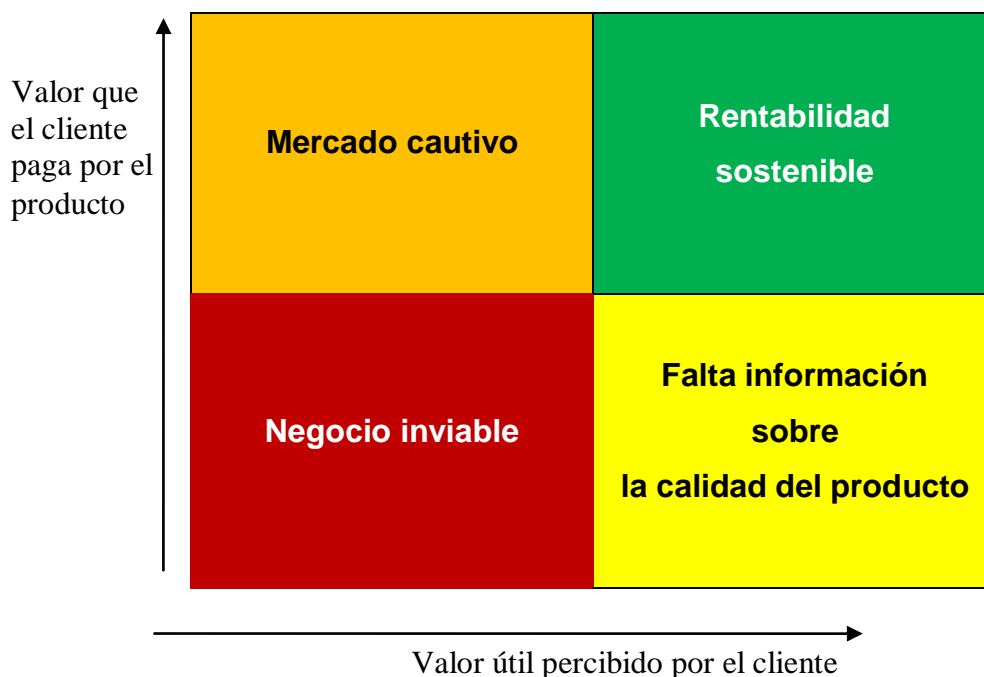 Valor que
el cliente
paga por el
producto
Mercado cautivo
Rentabilidad
sostenible
Negocio inviable
Falta información
sobre
la calidad del producto
Valor útil percibido por el cliente